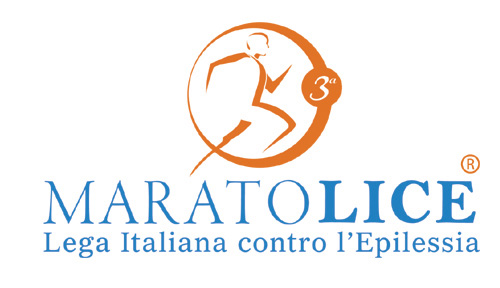 3ª
®
MARATOLICE
Lega Italiana contro l'Epilessia